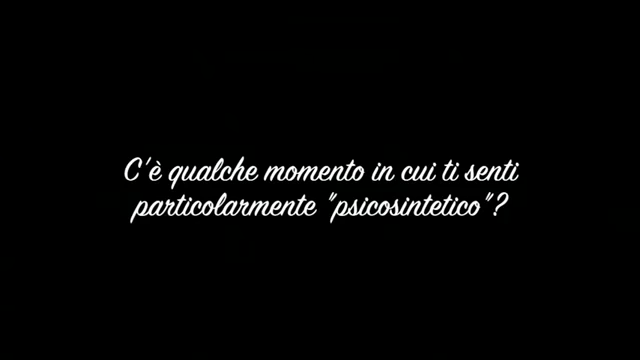 C'è qualche momento in cui ti senti
particolarmente "psicosintetico"?